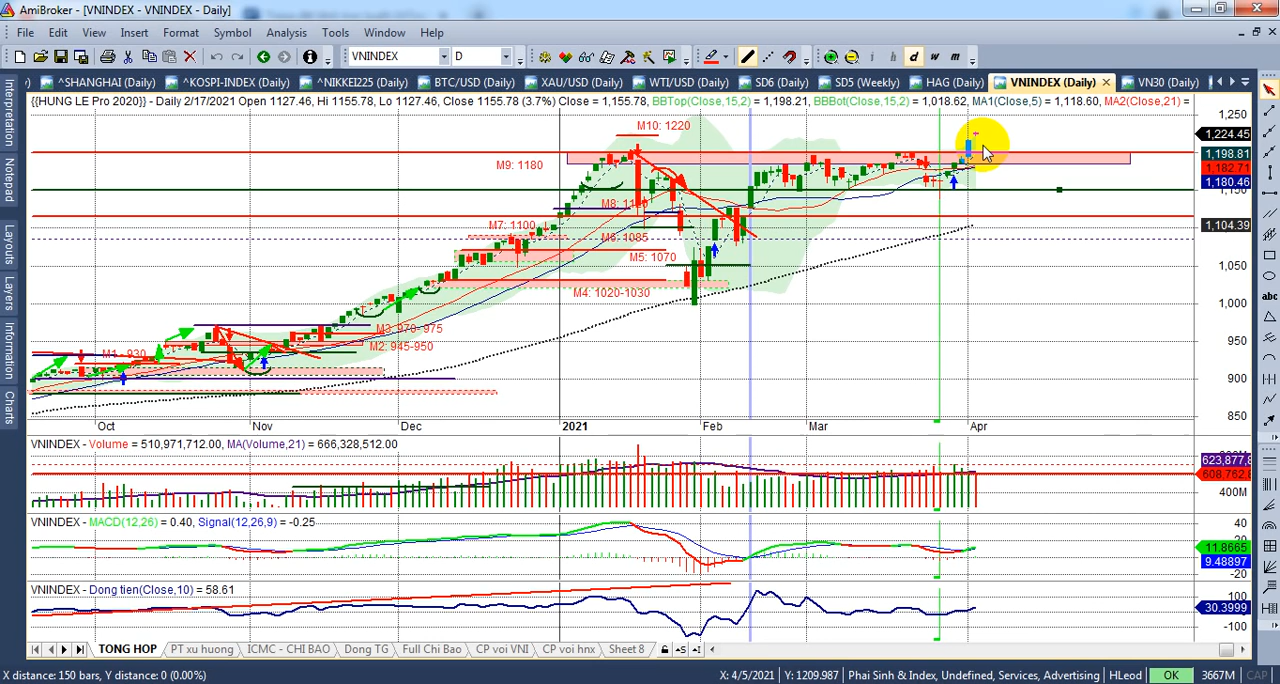 AmiBroker - [VNINDEX - VNINDEX - Daily]
File Edit View Insert Format Symbol Analysis Tools Window Help
VNINDEX D d w m
^SHANGHAI (Daily) ^KOSPI-INDEX (Daily) ^NIKKEI225 (Daily) BTC/USD (Daily) XAU/USD (Daily) WTI/USD (Daily) SD6 (Daily) SD5 (Weekly) HAG (Daily) VNINDEX (Daily) VN30 (Daily)
Interpretation
Notepad
Layouts
Layers
Information
Charts
{{HUNG LE Pro 2020}} - Daily 2/17/2021 Open 1127.46, Hi 1155.78, Lo 1127.46, Close 1155.78 (3.7%) Close = 1,155.78, BBTop(Close,15,2) = 1,198.21, BBBot(Close,15,2) = 1,018.62, MA1(Close,5) = 1,118.60, MA2(Close,21) =
1,250
M10: 1220
1,224.45
1,198.81
M9: 1180
1,182.71
1,180.46
1,150
M7: 1100
1,104.39
M6: 1085
M5: 1070
1,050
M4: 1020-1030
1,000
M3: 970-975
950
M2: 945-950
M1: 930
900
850
Oct Nov Dec 2021 Feb Mar Apr
VNINDEX - Volume = 510,971,712.00, MA(Volume,21) = 666,328,512.00
400M
VNINDEX - MACD(12,26) = 0.40, Signal(12,26,9) = -0.25
40
20
11.8665
9.48897
-20
VNINDEX - Dong tien(Close,10) = 58.61
100
30.3999
-100
TONG HOP PT xu huong ICMC - CHI BAO Dong TG Full Chi Bao CP voi VNI CP voi hnx Sheet 8
X distance: 150 bars, Y distance: 0 (0.00%) X: 4/5/2021 Y: 1209.987 Phai Sinh & Index, Undefined, Services, Advertising HLeod OK 3667M CAP